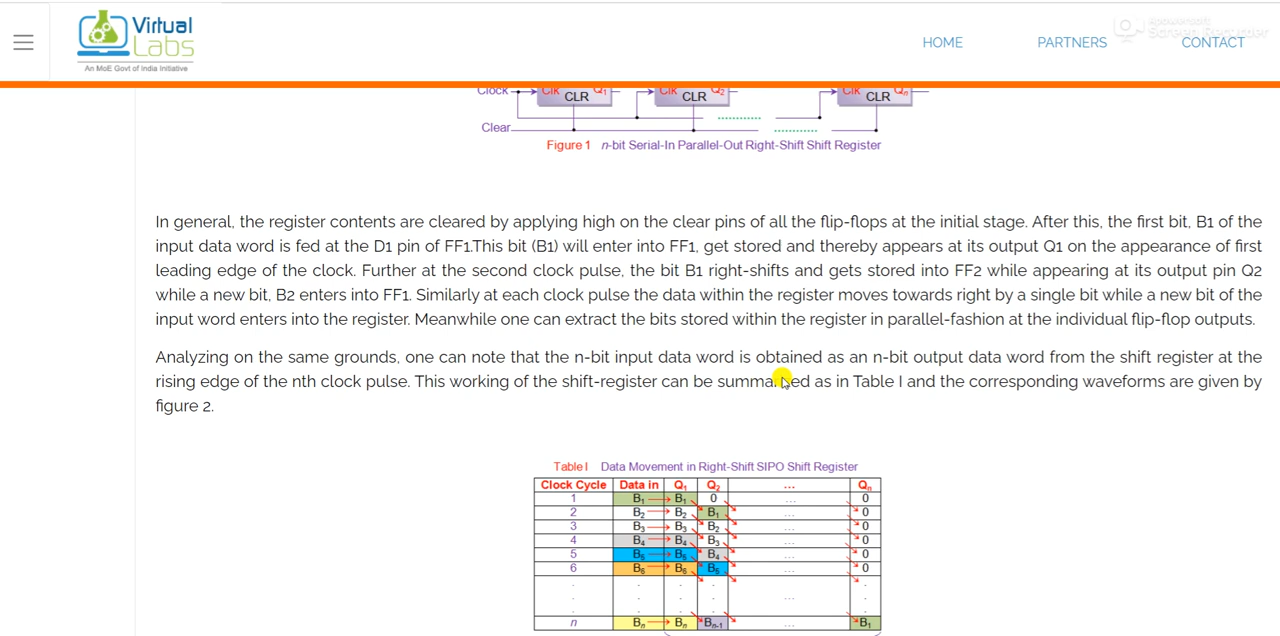 Virtual
Labs
An MoE Govt of India Initiative
HOME PARTNERS CONTACT
Apowersoft
Screen Recorder
Clock Clk Q1 Clk Q2 Clk Qn
CLR CLR CLR
Clear
Figure 1 n-bit Serial-In Parallel-Out Right-Shift Shift Register
In general, the register contents are cleared by applying high on the clear pins of all the flip-flops at the initial stage. After this, the first bit, B1 of the
input data word is fed at the D1 pin of FF1.This bit (B1) will enter into FF1, get stored and thereby appears at its output Q1 on the appearance of first
leading edge of the clock. Further at the second clock pulse, the bit B1 right-shifts and gets stored into FF2 while appearing at its output pin Q2
while a new bit, B2 enters into FF1. Similarly at each clock pulse the data within the register moves towards right by a single bit while a new bit of the
input word enters into the register. Meanwhile one can extract the bits stored within the register in parallel-fashion at the individual flip-flop outputs.
Analyzing on the same grounds, one can note that the n-bit input data word is obtained as an n-bit output data word from the shift register at the
rising edge of the nth clock pulse. This working of the shift-register can be as in Table I and the corresponding waveforms are given by
figure 2.
Table I Data Movement in Right-Shift SIPO Shift Register
Clock Cycle Data in Q1 Q2 ... Qn
1 B1 B1 0 ... 0
2 B2 B2 B1 ... 0
3 B3 B3 B2 ... 0
4 B4 B4 B3 ... 0
5 B5 B5 B4 ... 0
6 B6 B6 B5 ... 0
. . . . ... .
n Bn Bn Bn-1 ... B1